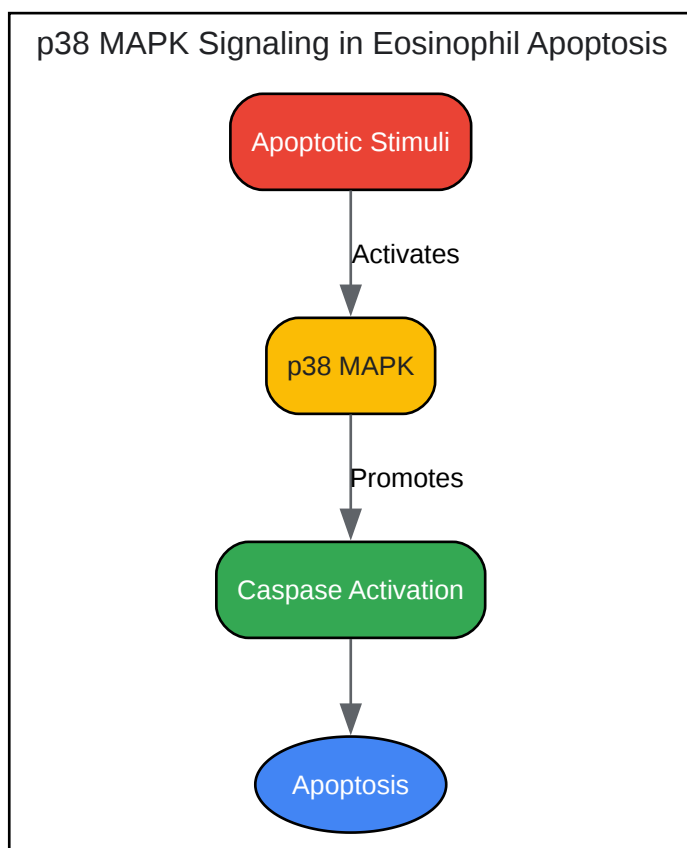 p38 MAPK Signaling in Eosinophil Apoptosis
Apoptotic Stimuli
Activates
p38 MAPK
Promotes
Caspase Activation
Apoptosis